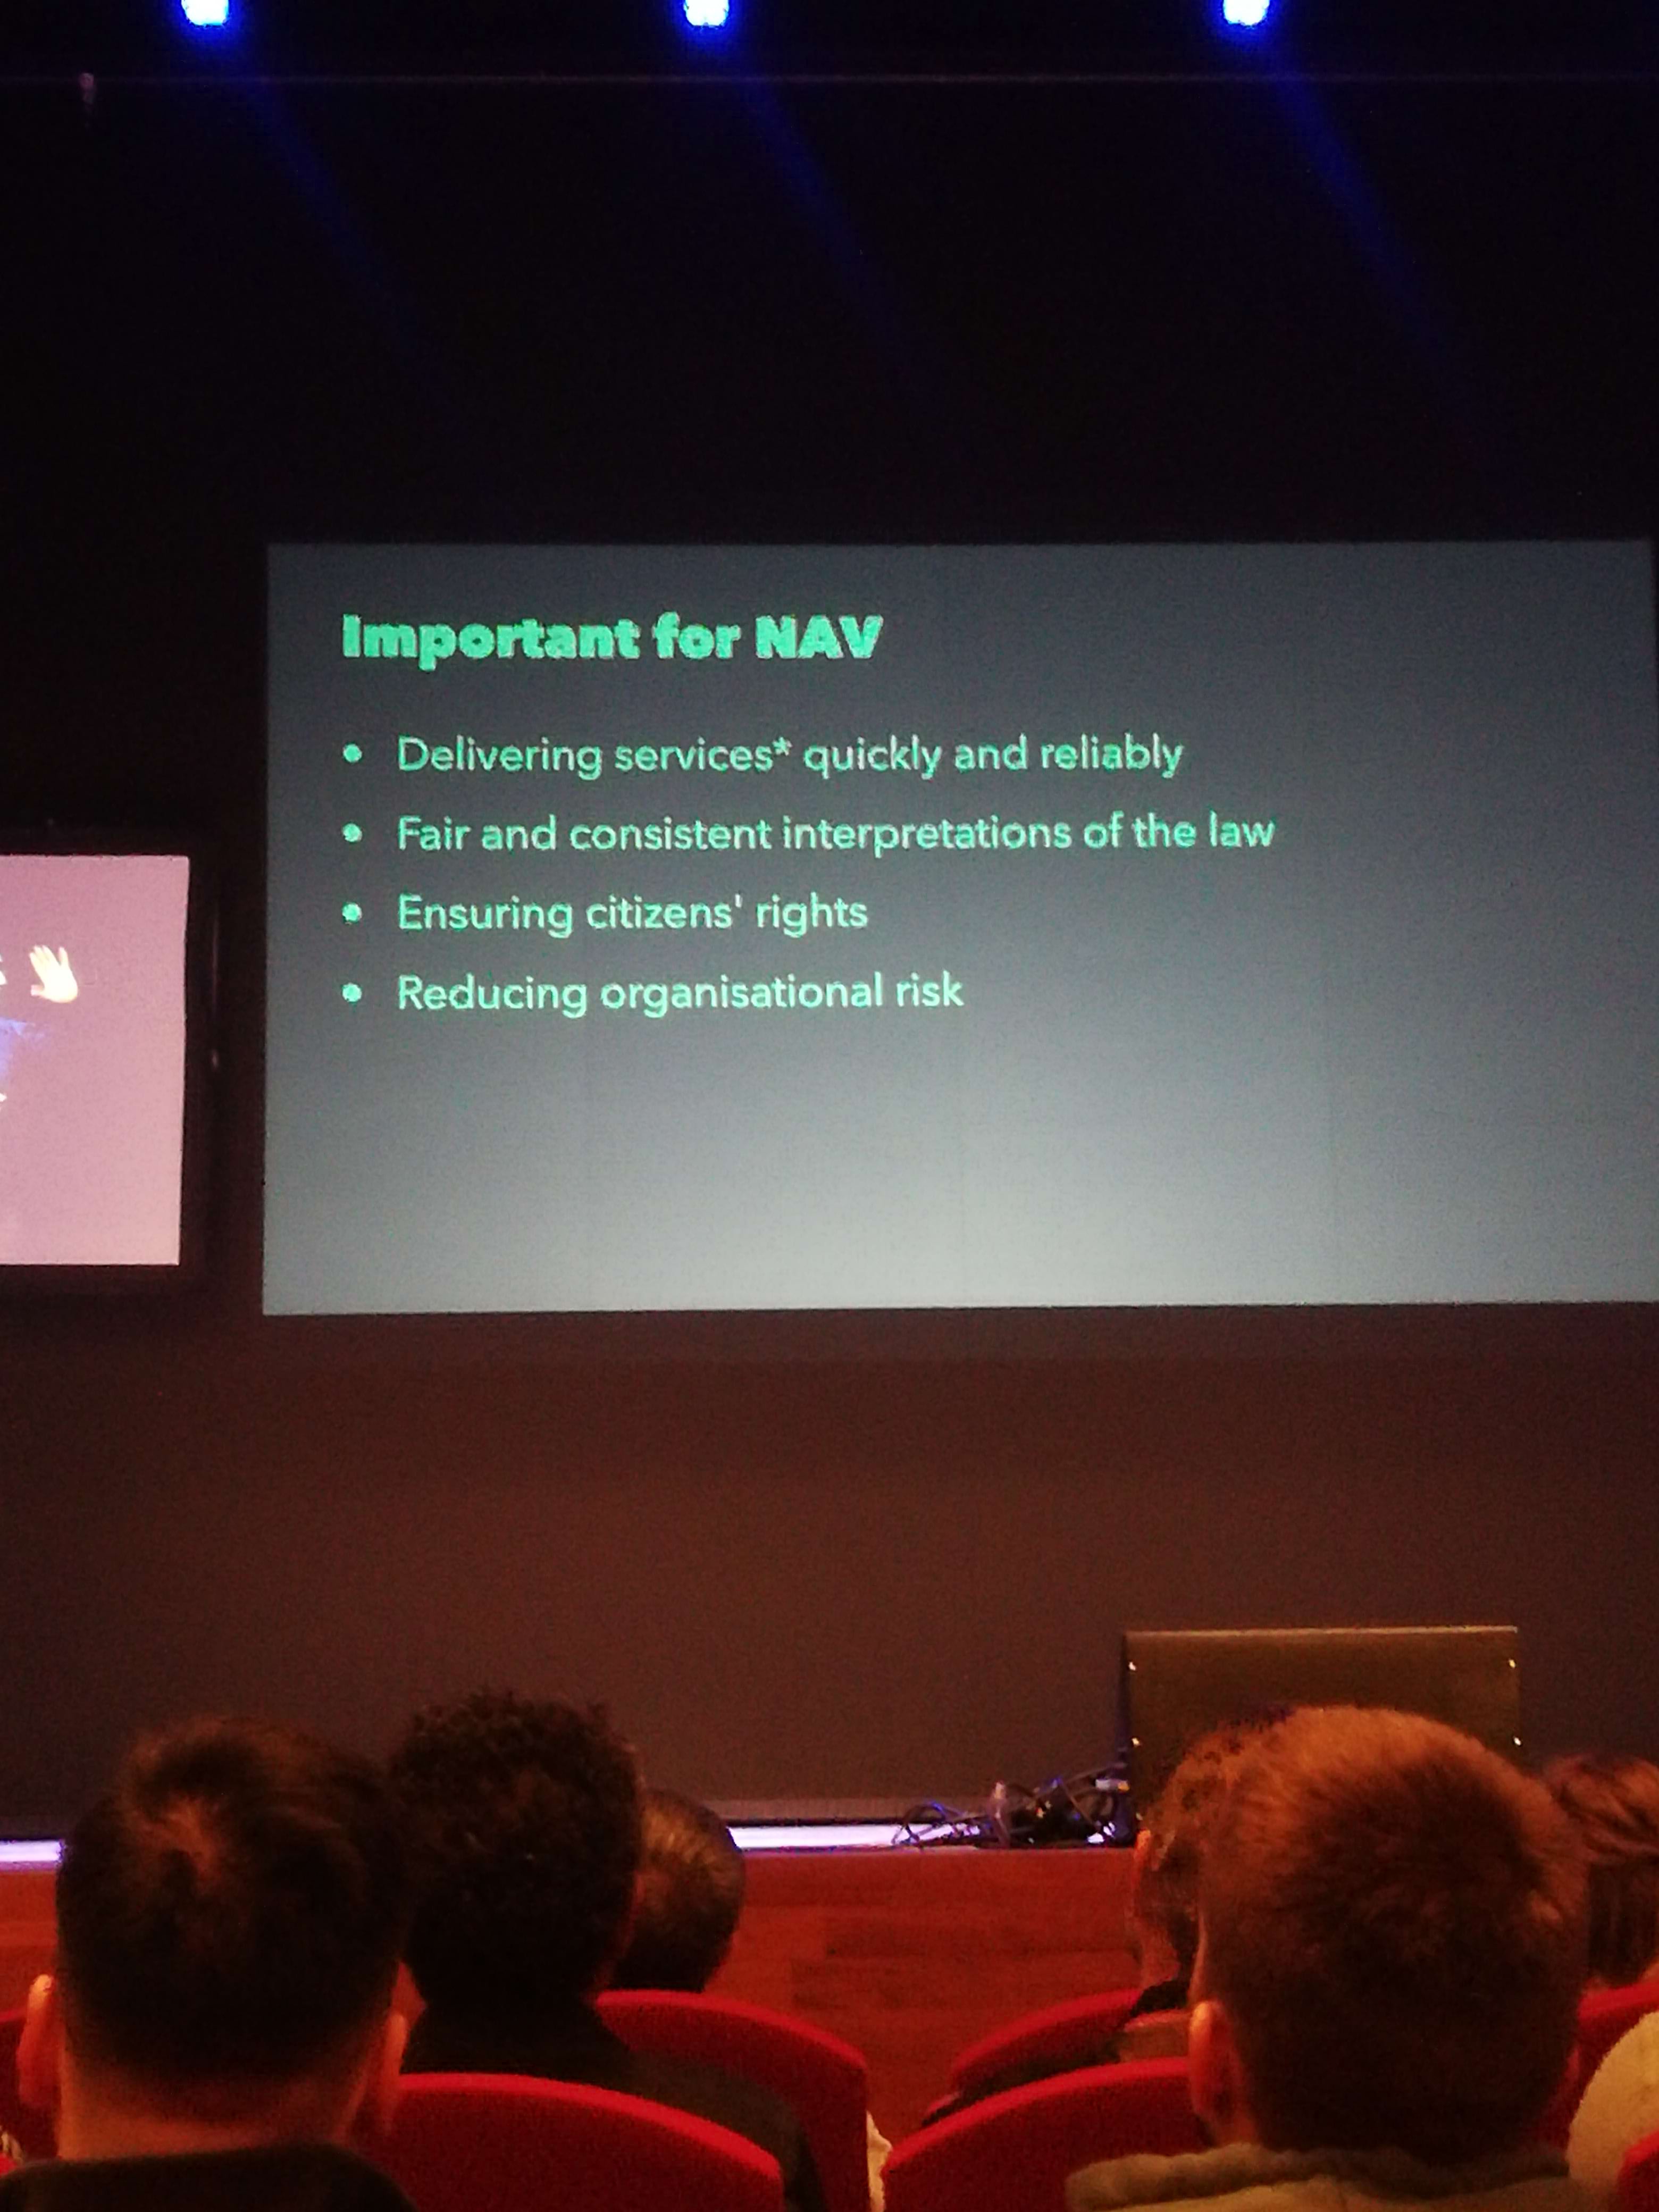 Important for NAV
• Delivering services* quickly and reliably
• Fair and consistent interpretations of the law
• Ensuring citizens' rights
• Reducing organisational risk